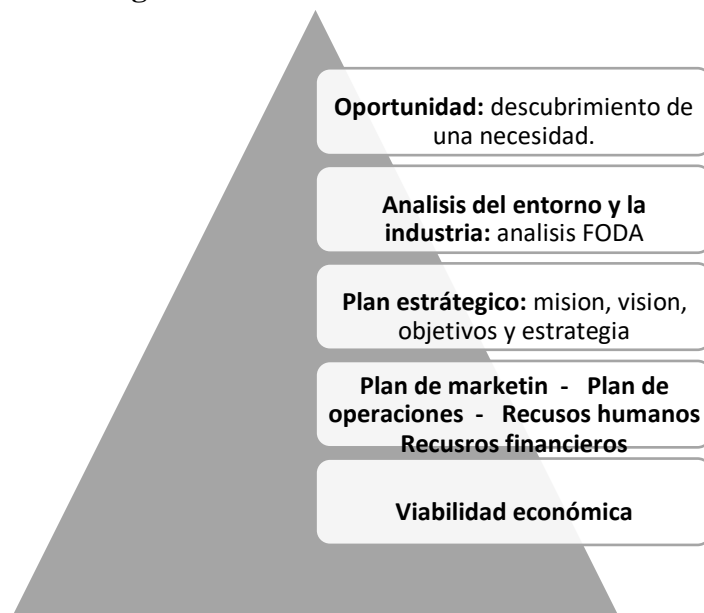 Oportunidad: descubrimiento de
una necesidad.
Analisis del entorno y la
industria: analisis FODA
Plan estrátegico: mision, vision,
objetivos y estrategia
Plan de marketin - Plan de
operaciones - Recusos humanos
Recusros financieros
Viabilidad económica